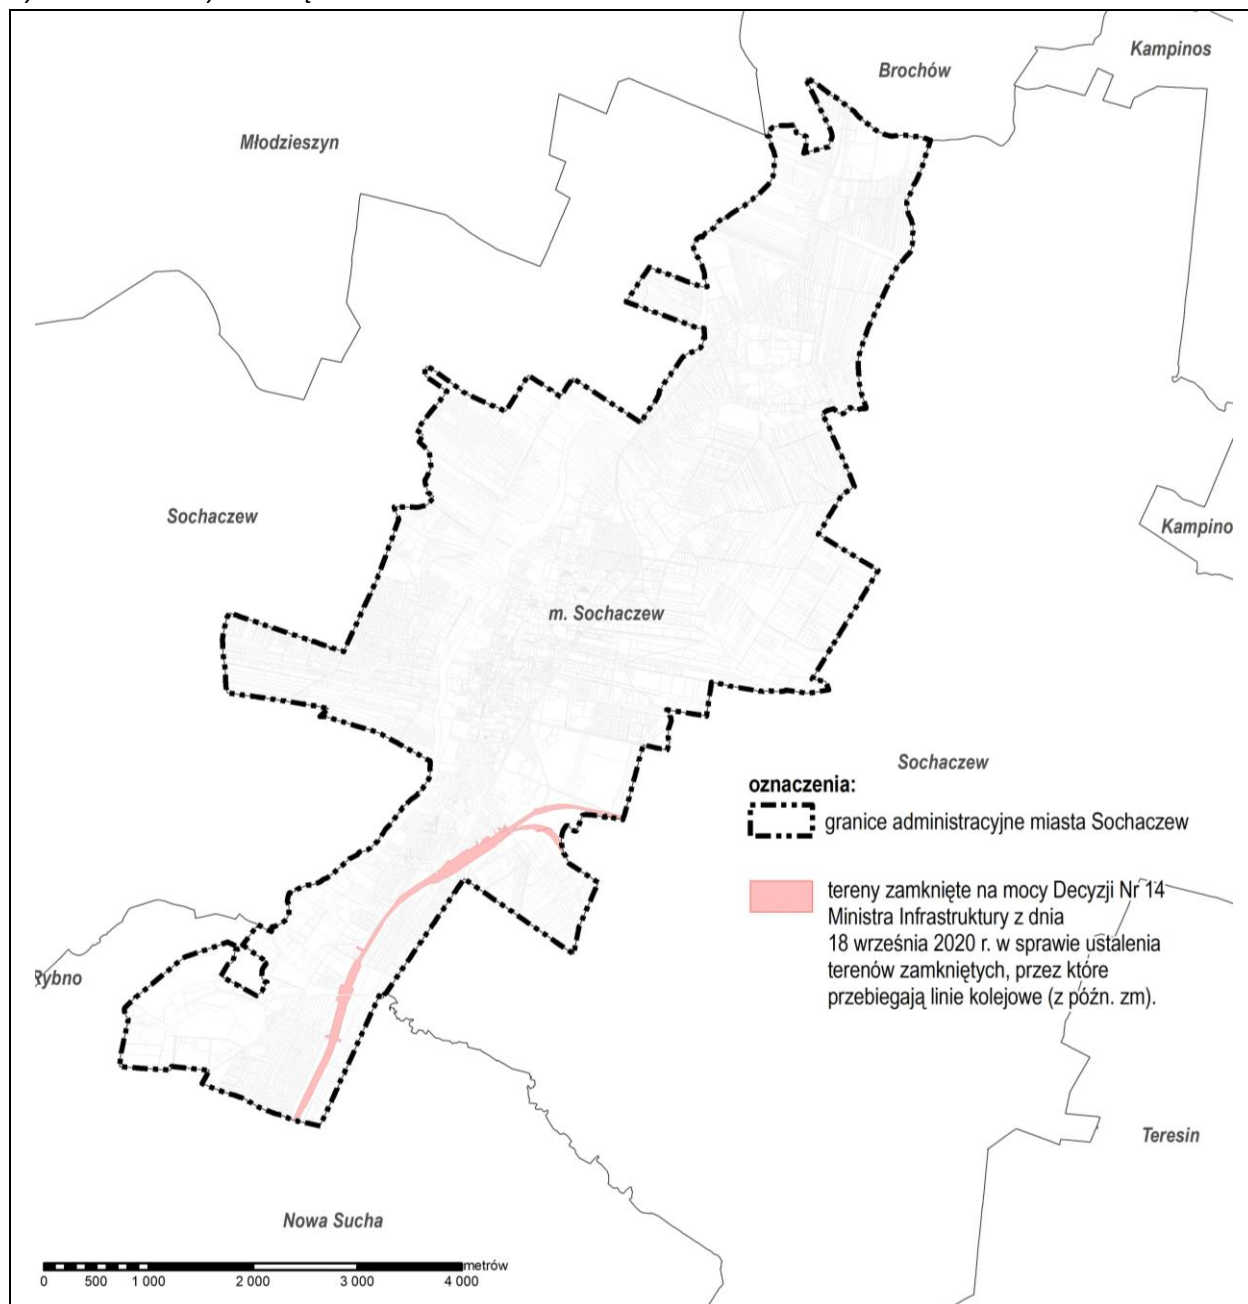 Kampinos
Brochów
Młodzieszyn
Sochaczew
Kampino
m. Sochaczew
Sochaczew
oznaczenia:
granice administracyjne miasta Sochaczew
tereny zamknięte na mocy Decyzji Nr 14
Ministra Infrastruktury z dnia
18 września 2020 r. w sprawie ustalenia
terenów zamkniętych, przez które
przebiegają linie kolejowe (z późn. zm).
Rybno
Teresin
Nowa Sucha
metrów
0 500 1 000 2 000 3 000 4 000